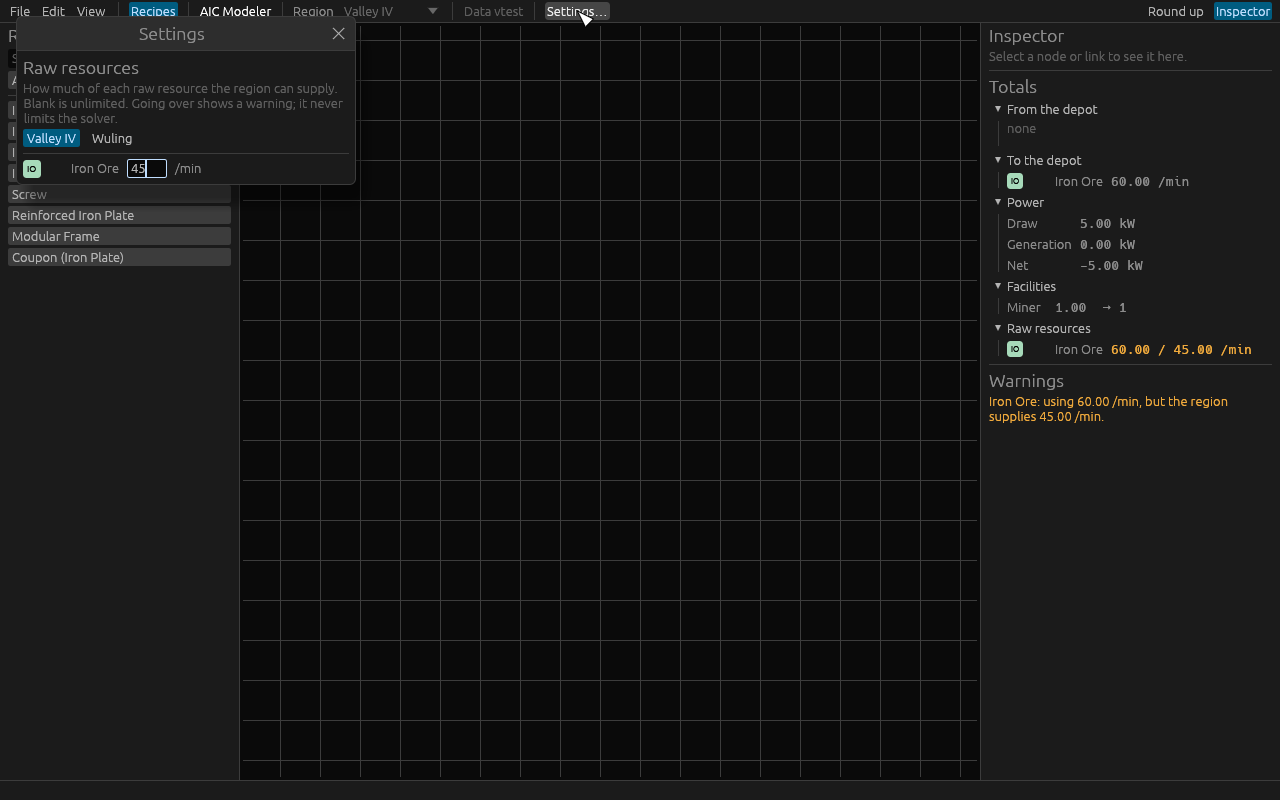 File Edit View Recipes AIC Modeler Region Valley IV Data vtest Settings... Round up Inspector
Settings
Raw resources
How much of each raw resource the region can supply.
Blank is unlimited. Going over shows a warning; it never
limits the solver.
Valley IV Wuling
IO Iron Ore 45 /min
Screw
Reinforced Iron Plate
Modular Frame
Coupon (Iron Plate)
Inspector
Select a node or link to see it here.
Totals
From the depot
none
To the depot
IO Iron Ore 60.00 /min
Power
Draw 5.00 kW
Generation 0.00 kW
Net -5.00 kW
Facilities
Miner 1.00 → 1
Raw resources
IO Iron Ore 60.00 / 45.00 /min
Warnings
Iron Ore: using 60.00 /min, but the region
supplies 45.00 /min.